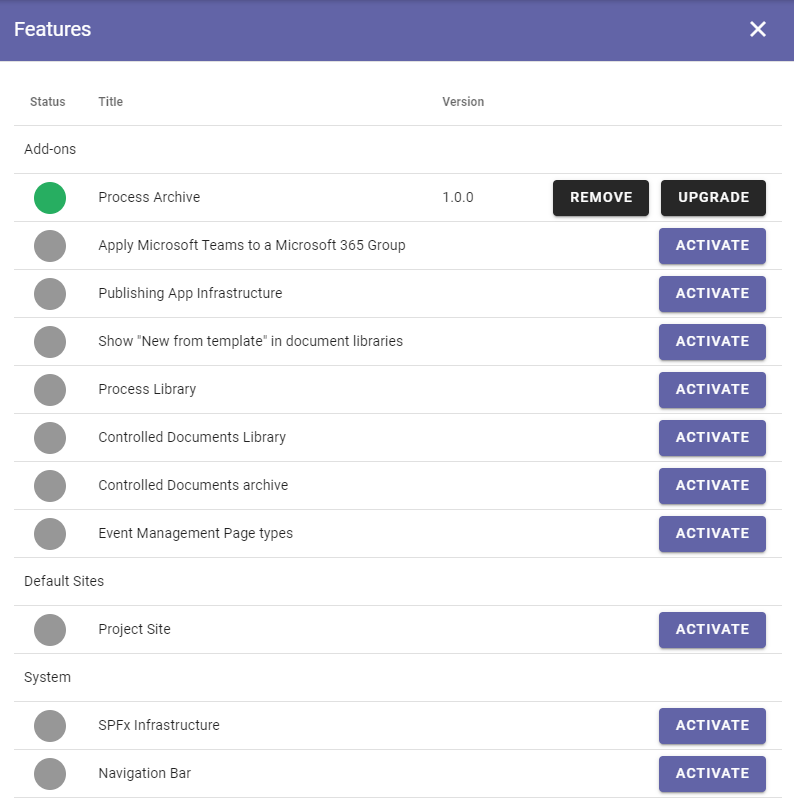 Features
Status Title Version
Add-ons
Process Archive 1.0.0 REMOVE UPGRADE
Apply Microsoft Teams to a Microsoft 365 Group ACTIVATE
Publishing App Infrastructure ACTIVATE
Show "New from template" in document libraries ACTIVATE
Process Library ACTIVATE
Controlled Documents Library ACTIVATE
Controlled Documents archive ACTIVATE
Event Management Page types ACTIVATE
Default Sites
Project Site ACTIVATE
System
SPFx Infrastructure ACTIVATE
Navigation Bar ACTIVATE